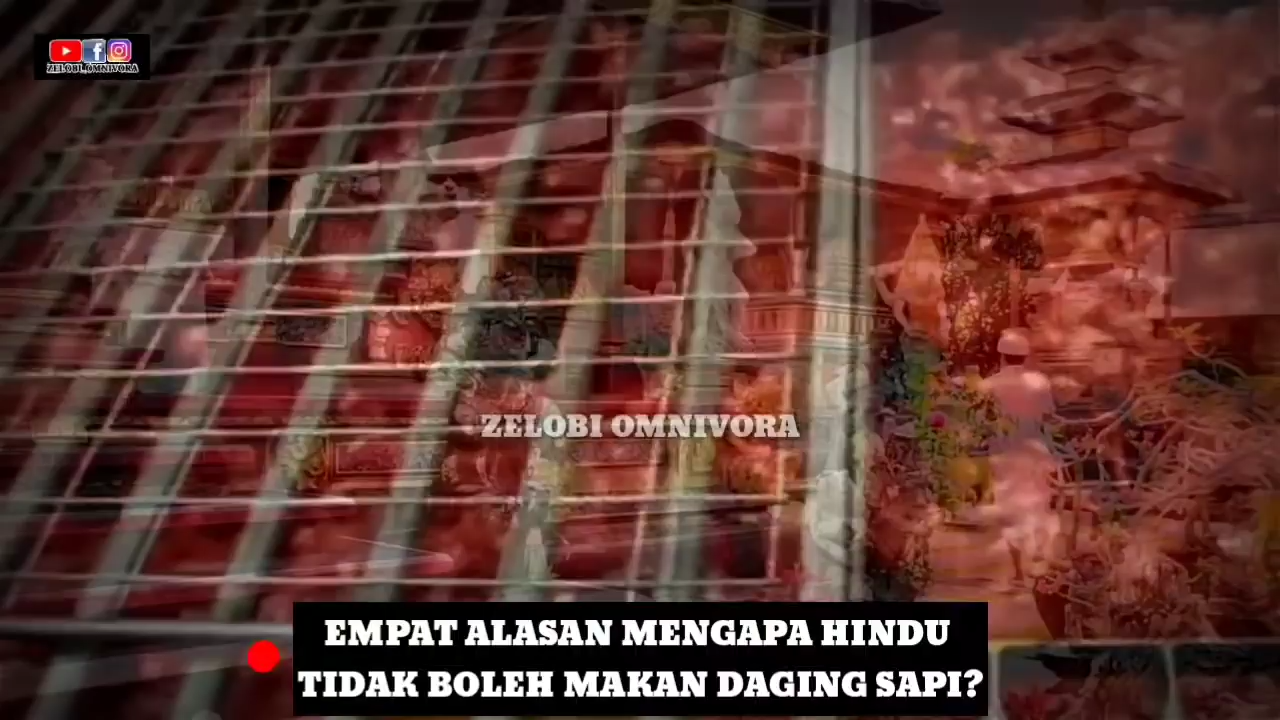 ZELOBI OMNIVORA
ZELOBI OMNIVORA
EMPAT ALASAN MENGAPA HINDU
TIDAK BOLEH MAKAN DAGING SAPI?